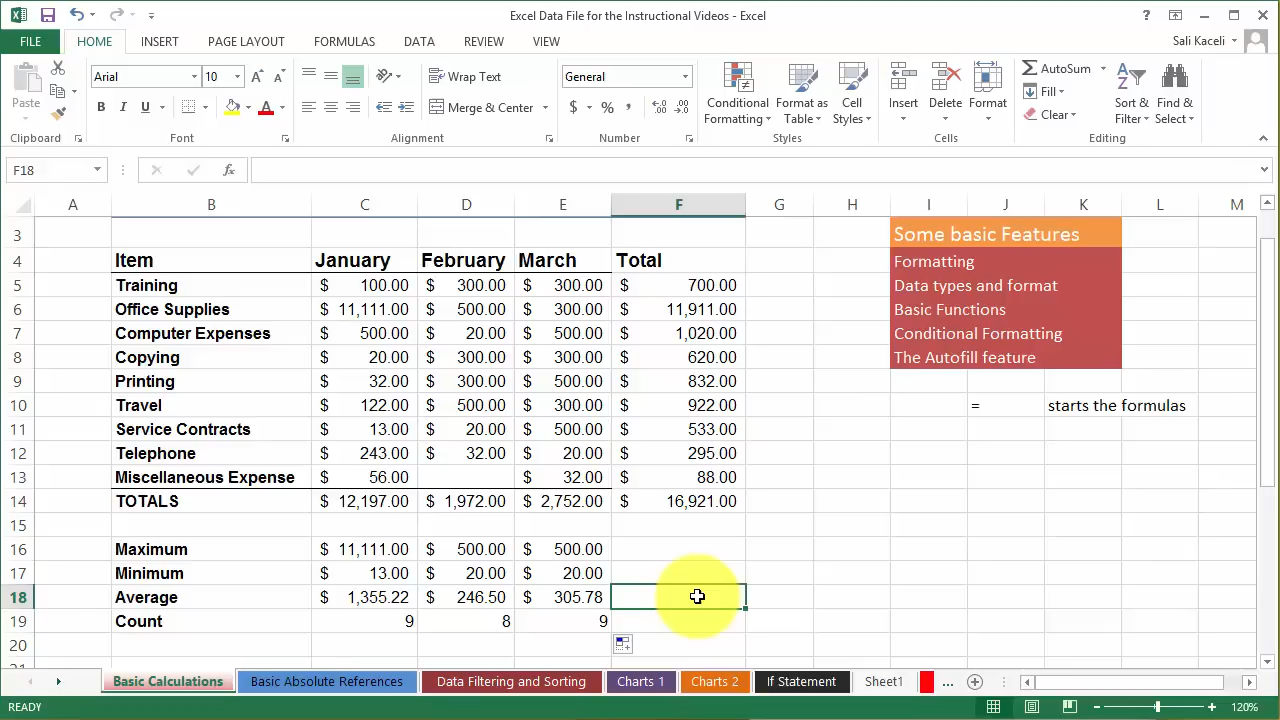 Excel Data File for the Instructional Videos - Excel
FILE HOME INSERT PAGE LAYOUT FORMULAS DATA REVIEW VIEW Sali Kaceli
Paste Arial 10 Wrap Text General Conditional Formatting Format as Table Cell Styles Insert Delete Format AutoSum Sort & Filter Find & Select
B I U Merge & Center $ % , Fill
Clear
Clipboard Font Alignment Number Styles Cells Editing
F18 fx
A B C D E F G H I J K L M
3 Some basic Features
4 Item January February March Total Formatting
5 Training $ 100.00 $ 300.00 $ 300.00 $ 700.00 Data types and format
6 Office Supplies $ 11,111.00 $ 500.00 $ 300.00 $ 11,911.00 Basic Functions
7 Computer Expenses $ 500.00 $ 20.00 $ 500.00 $ 1,020.00 Conditional Formatting
8 Copying $ 20.00 $ 300.00 $ 300.00 $ 620.00 The Autofill feature
9 Printing $ 32.00 $ 300.00 $ 500.00 $ 832.00
10 Travel $ 122.00 $ 500.00 $ 300.00 $ 922.00 = starts the formulas
11 Service Contracts $ 13.00 $ 20.00 $ 500.00 $ 533.00
12 Telephone $ 243.00 $ 32.00 $ 20.00 $ 295.00
13 Miscellaneous Expense $ 56.00 $ 32.00 $ 88.00
14 TOTALS $ 12,197.00 $ 1,972.00 $ 2,752.00 $ 16,921.00
15
16 Maximum $ 11,111.00 $ 500.00 $ 500.00
17 Minimum $ 13.00 $ 20.00 $ 20.00
18 Average $ 1,355.22 $ 246.50 $ 305.78
19 Count 9 8 9
20
Basic Calculations Basic Absolute References Data Filtering and Sorting Charts 1 Charts 2 If Statement Sheet1 ...
READY 120%